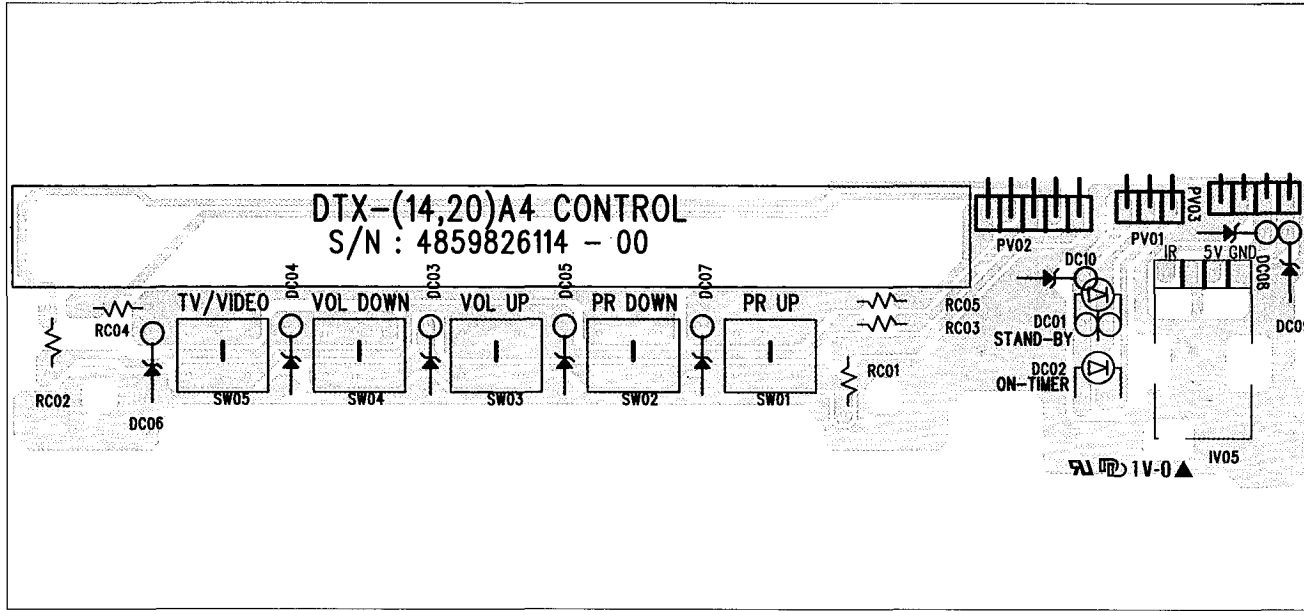 DTX-(14,20)A4 CONTROL
S/N : 4859826114 - 00
PV02
PV01
PV03
IR
5V GND
DC08
DC09
DC10
DC04
DC03
DC05
DC07
TV/VIDEO
VOL DOWN
VOL UP
PR DOWN
PR UP
RC04
RC05
RC03
RC02
RC01
DC06
SW05
SW04
SW03
SW02
SW01
DC01
STAND-BY
DC02
ON-TIMER
IV05
1V-0